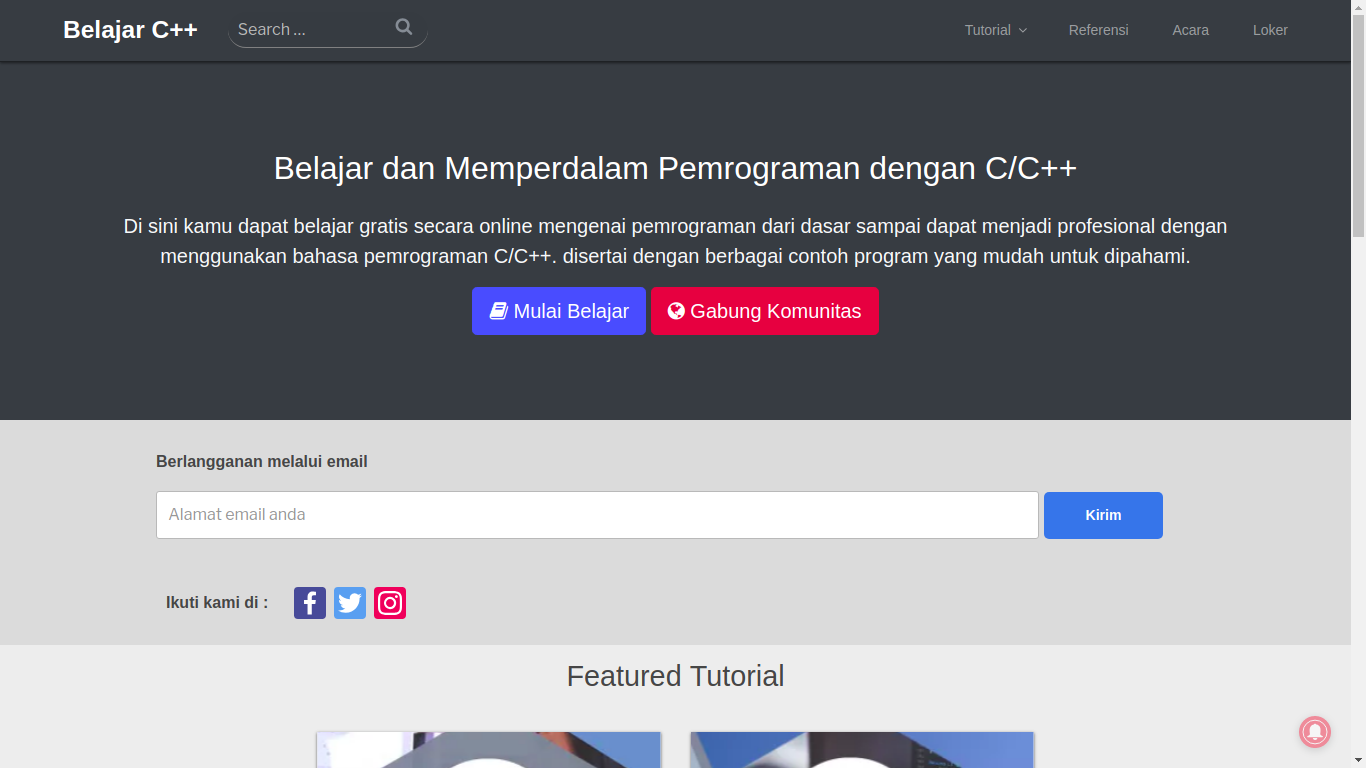 Belajar C++
Search ...
Tutorial
Referensi
Acara
Loker
Belajar dan Memperdalam Pemrograman dengan C/C++
Di sini kamu dapat belajar gratis secara online mengenai pemrograman dari dasar sampai dapat menjadi profesional dengan
menggunakan bahasa pemrograman C/C++. disertai dengan berbagai contoh program yang mudah untuk dipahami.
Mulai Belajar
Gabung Komunitas
Berlangganan melalui email
Alamat email anda
Kirim
Ikuti kami di :
Featured Tutorial